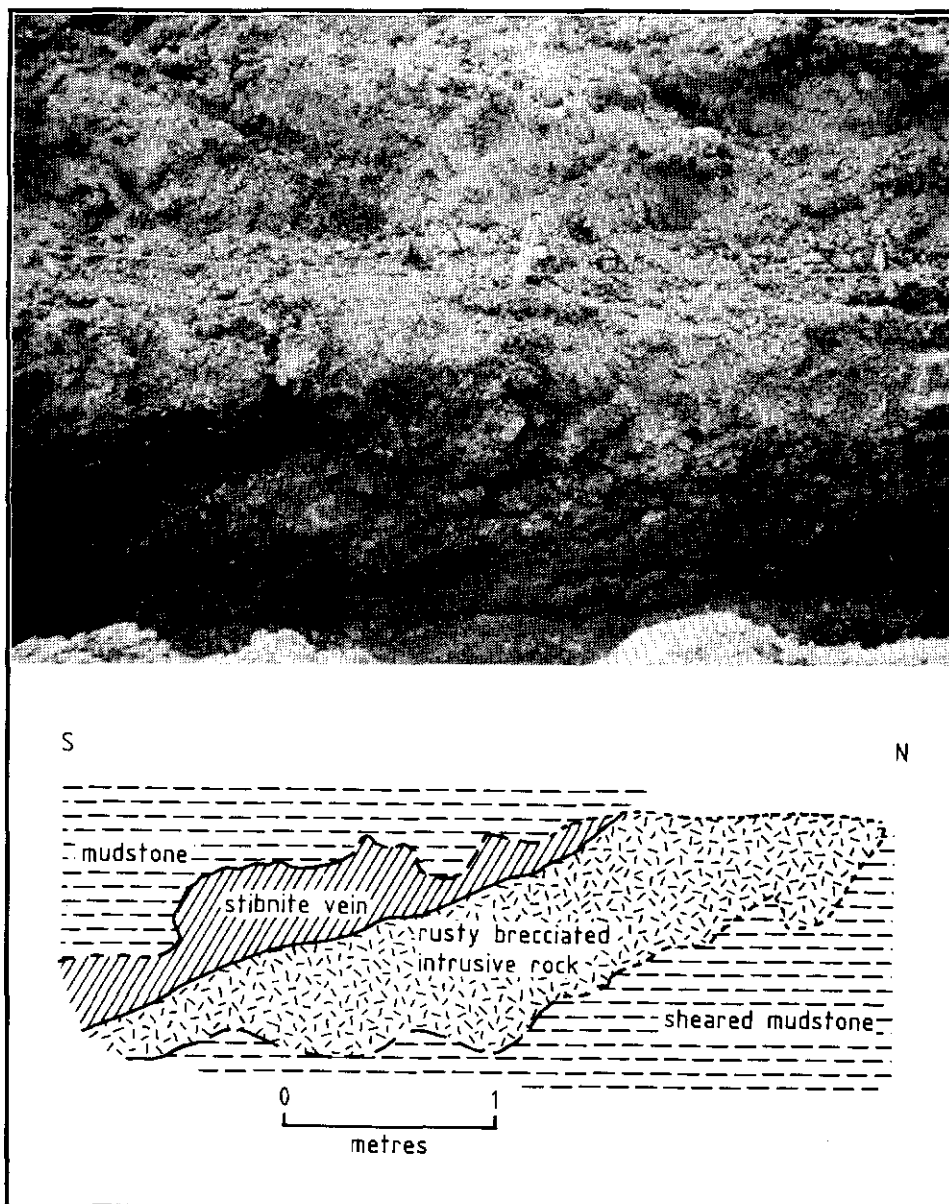 S N
mudstone
stibnite vein
rusty brecciated
intrusive rock
sheared mudstone
0 1
metres